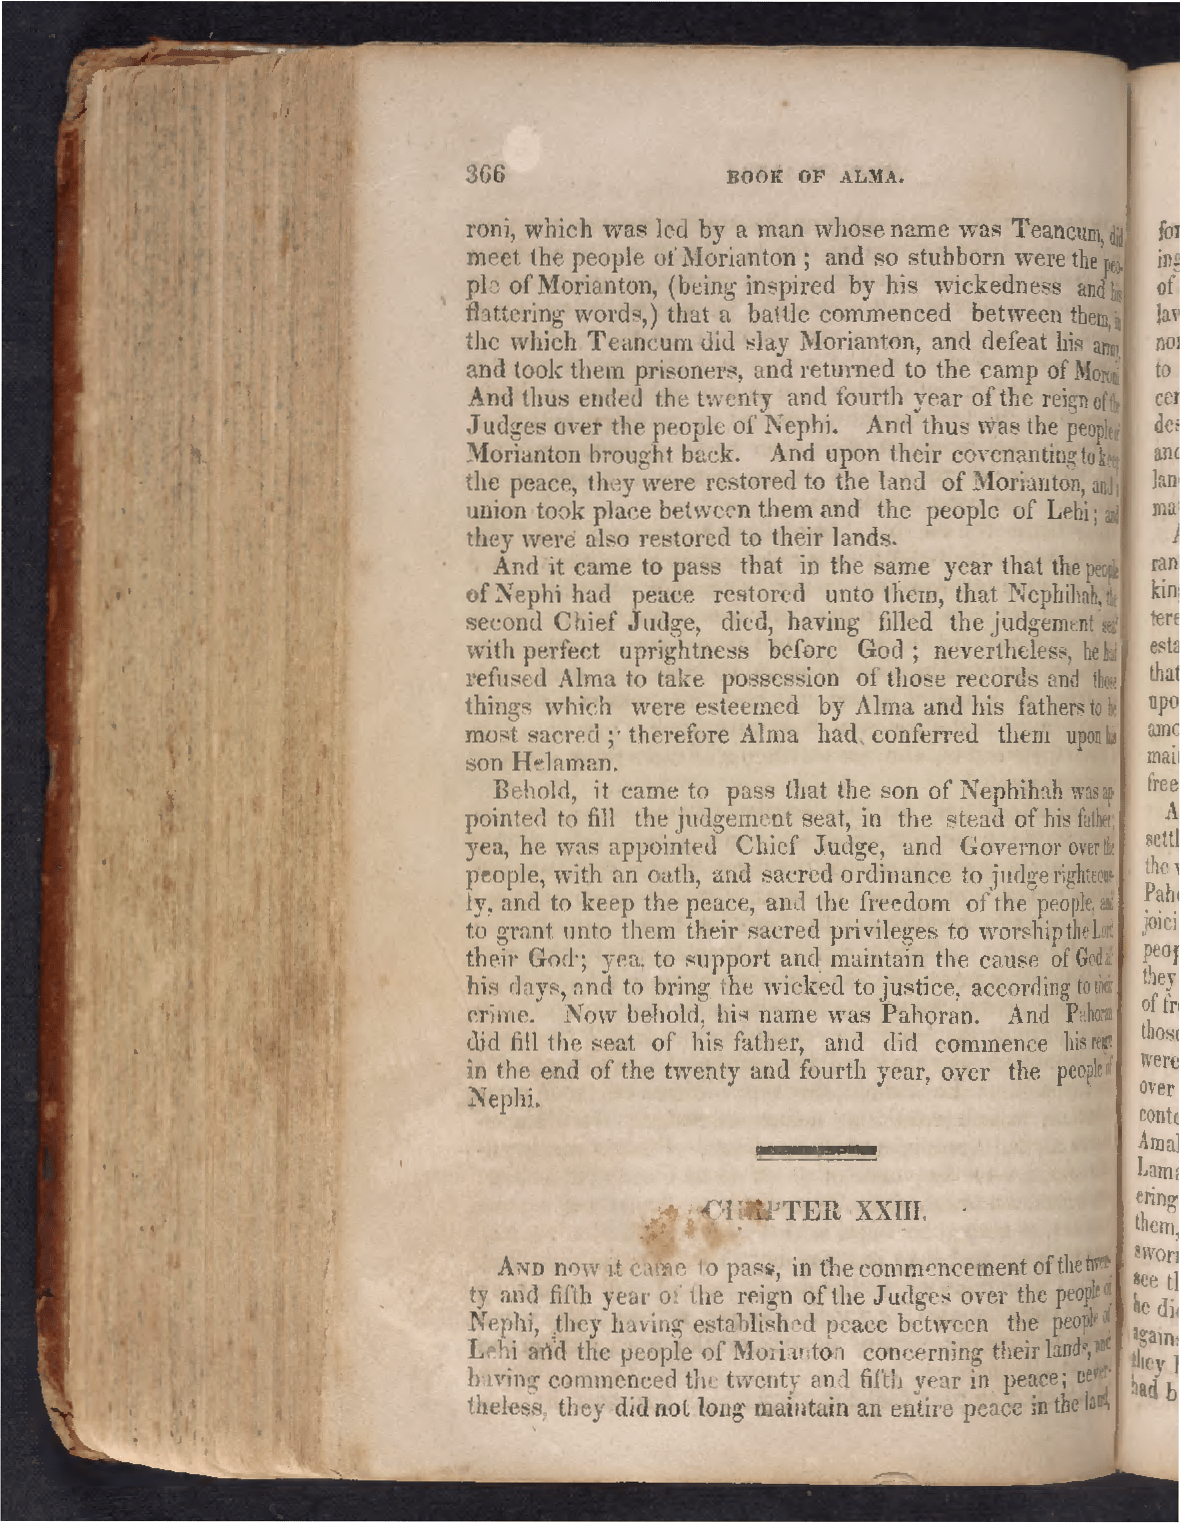 366 BOOK OF ALMA.
roni, which was led by a man whose name was Teancum, did
meet the people of Morianton ; and so stubborn were the peo-
ple of Morianton, (being inspired by his wickedness and his
flattering words,) that a battle commenced between them, in
the which Teancum did slay Morianton, and defeat his army,
and took them prisoners, and returned to the camp of Moroni.
And thus ended the twenty and fourth year of the reign of the
Judges over the people of Nephi. And thus was the people of
Morianton brought back. And upon their covenanting to keep
the peace, they were restored to the land of Morianton, and a
union took place between them and the people of Lehi; and
they were also restored to their lands.
And it came to pass that in the same year that the people
of Nephi had peace restored unto them, that Nephihah, the
second Chief Judge, died, having filled the judgement seat
with perfect uprightness before God ; nevertheless, he had
refused Alma to take possession of those records and those
things which were esteemed by Alma and his fathers to be
most sacred ; therefore Alma had conferred them upon his
son Helaman.
Behold, it came to pass that the son of Nephihah was ap-
pointed to fill the judgement seat, in the stead of his father;
yea, he was appointed Chief Judge, and Governor over the
people, with an oath, and sacred ordinance to judge righteous-
ly, and to keep the peace, and the freedom of the people, and
to grant unto them their sacred privileges to worship the Lord
their God; yea, to support and maintain the cause of God all
his days, and to bring the wicked to justice, according to their
crime. Now behold, his name was Pahoran. And Pahoran
did fill the seat of his father, and did commence his reign
in the end of the twenty and fourth year, over the people of
Nephi.
CHAPTER XXIII.
AND now it came to pass, in the commencement of the twen-
ty and fifth year of the reign of the Judges over the people of
Nephi, they having established peace between the people of
Lehi and the people of Morianton concerning their lands, and
having commenced the twenty and fifth year in peace; never-
theless, they did not long maintain an entire peace in the land,